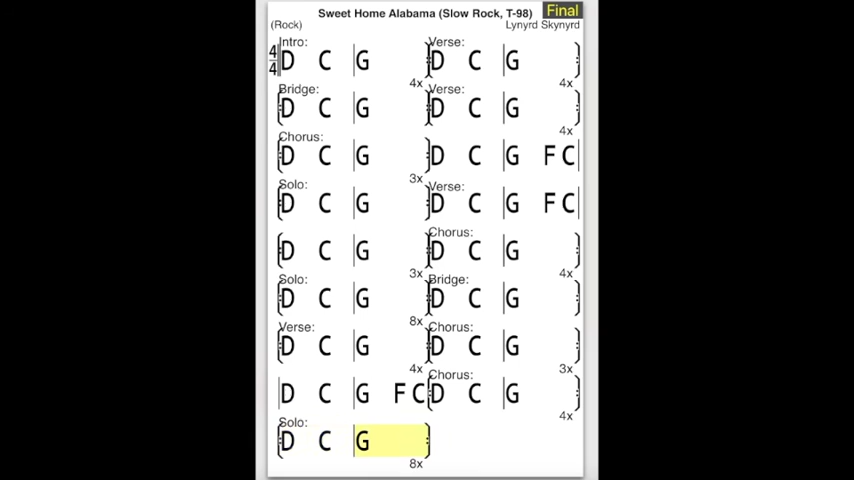 Sweet Home Alabama (Slow Rock, T-98) Final
(Rock) Lynyrd Skynyrd
Intro: Verse:
4/4 D C G D C G
4x 4x
Bridge: Verse:
D C G D C G
4x
Chorus:
D C G D C G F C
3x
Solo: Verse:
D C G D C G F C
Chorus:
D C G D C G
3x 4x
Solo: Bridge:
D C G D C G
8x
Verse: Chorus:
D C G D C G
4x 3x
Chorus:
D C G F C D C G
4x
Solo:
D C G
8x